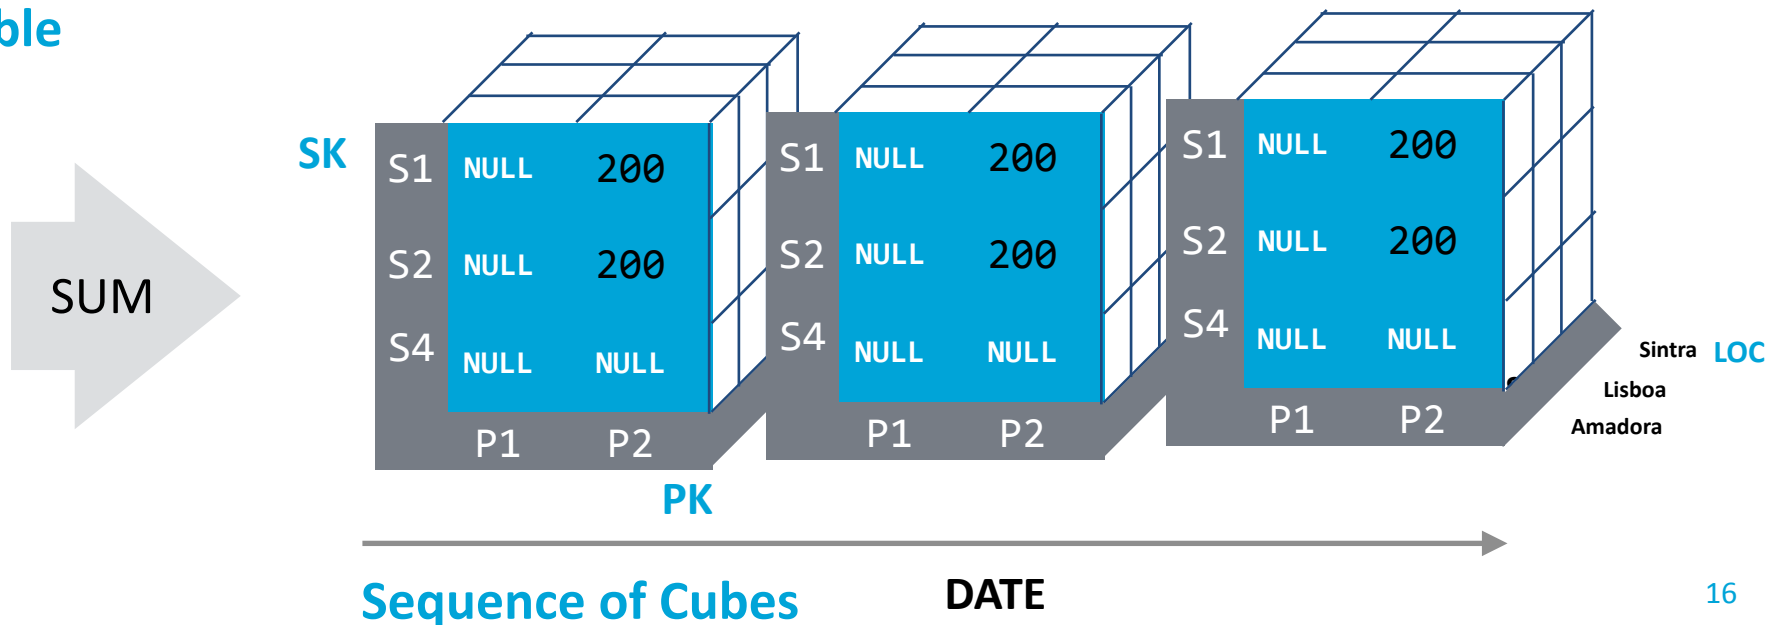 ble
SUM
SK
S1 NULL 200
S2 NULL 200
S4 NULL NULL
P1 P2
PK
S1 NULL 200
S2 NULL 200
S4 NULL NULL
P1 P2
S1 NULL 200
S2 NULL 200
S4 NULL NULL
P1 P2
Sintra LOC
Lisboa
Amadora
Sequence of Cubes
DATE
16